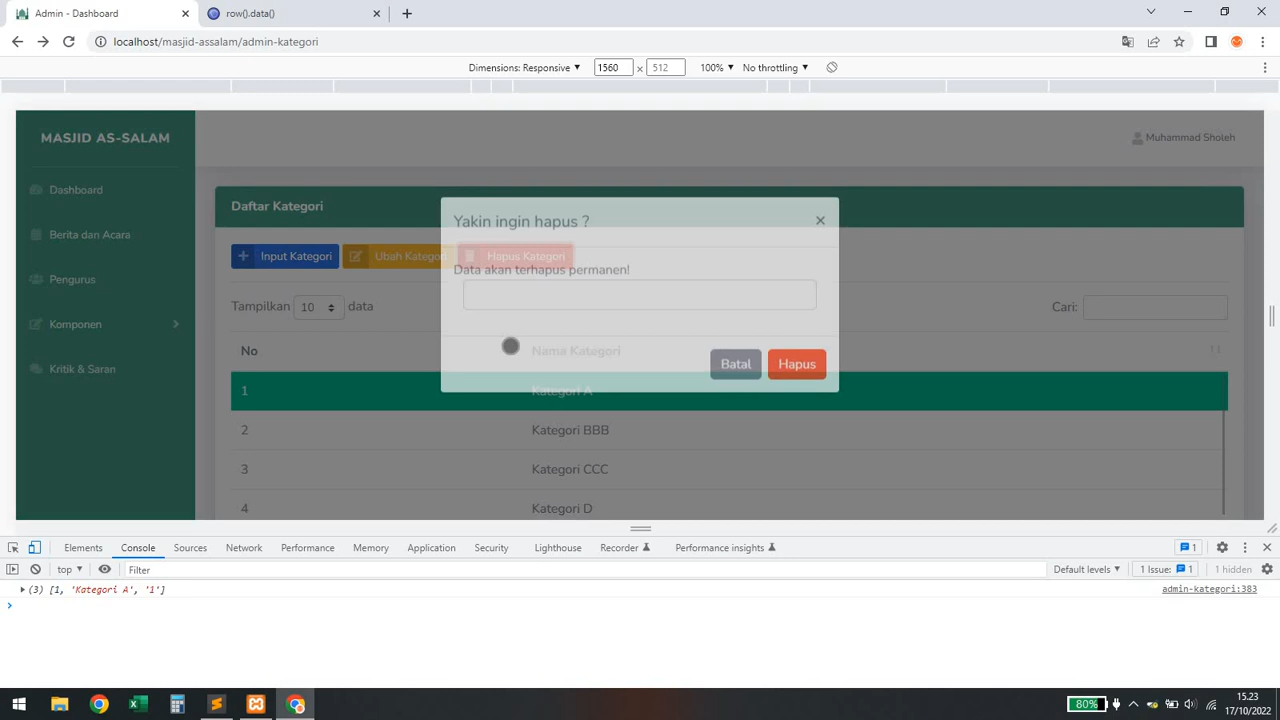 Admin - Dashboard
row().data()
localhost/masjid-assalam/admin-kategori
Dimensions: Responsive 1560 × 512 100% No throttling
MASJID AS-SALAM
Muhammad Sholeh
Dashboard
Berita dan Acara
Pengurus
Komponen
Kritik & Saran
Daftar Kategori
Input Kategori Ubah Kategori Hapus Kategori
Tampilkan 10 data
Cari:
No Nama Kategori
1 Kategori A
2 Kategori BBB
3 Kategori CCC
4 Kategori D
Yakin ingin hapus ? ×
Data akan terhapus permanen!
Batal Hapus
Elements Console Sources Network Performance Memory Application Security Lighthouse Recorder Performance insights 1
top Filter Default levels 1 Issue: 1 1 hidden
(3) [1, 'Kategori A', '1'] admin-kategori:383
80%
15.23
17/10/2022